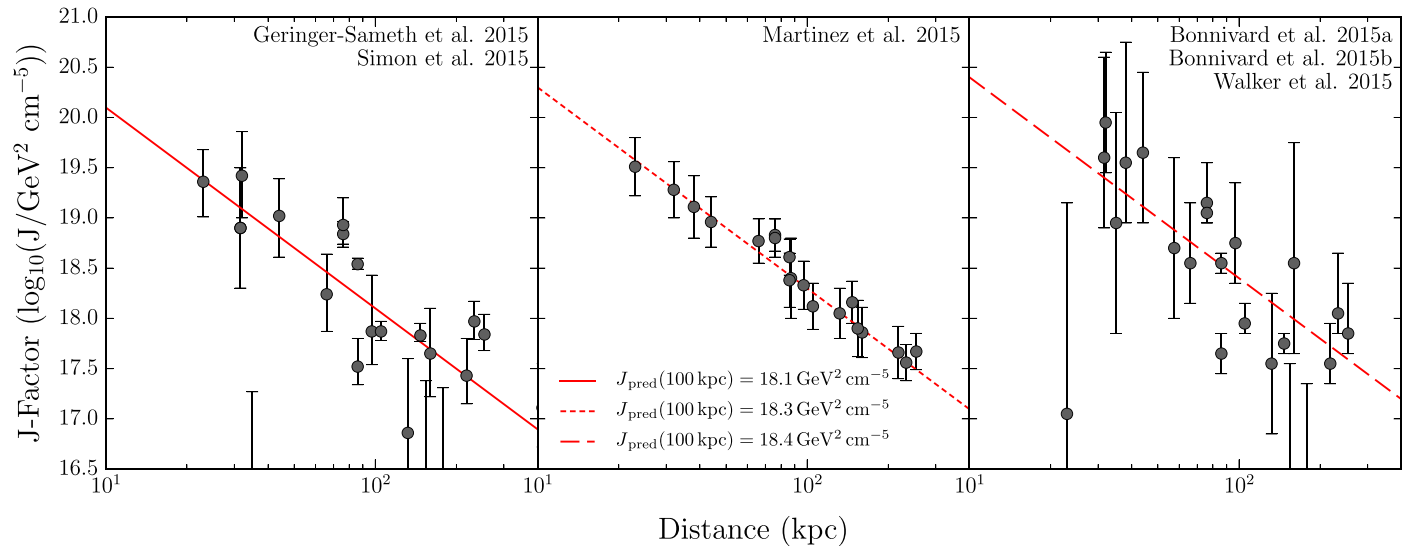 Geringer-Sameth et al. 2015
Simon et al. 2015
Martinez et al. 2015
Bonnivard et al. 2015a
Bonnivard et al. 2015b
Walker et al. 2015
J-Factor (log₁₀(J/GeV² cm⁻⁵))
21.0
20.5
20.0
19.5
19.0
18.5
18.0
17.5
17.0
16.5
J_pred(100 kpc) = 18.1 GeV² cm⁻⁵
J_pred(100 kpc) = 18.3 GeV² cm⁻⁵
J_pred(100 kpc) = 18.4 GeV² cm⁻⁵
10¹ 10² 10¹ 10² 10¹ 10²
Distance (kpc)